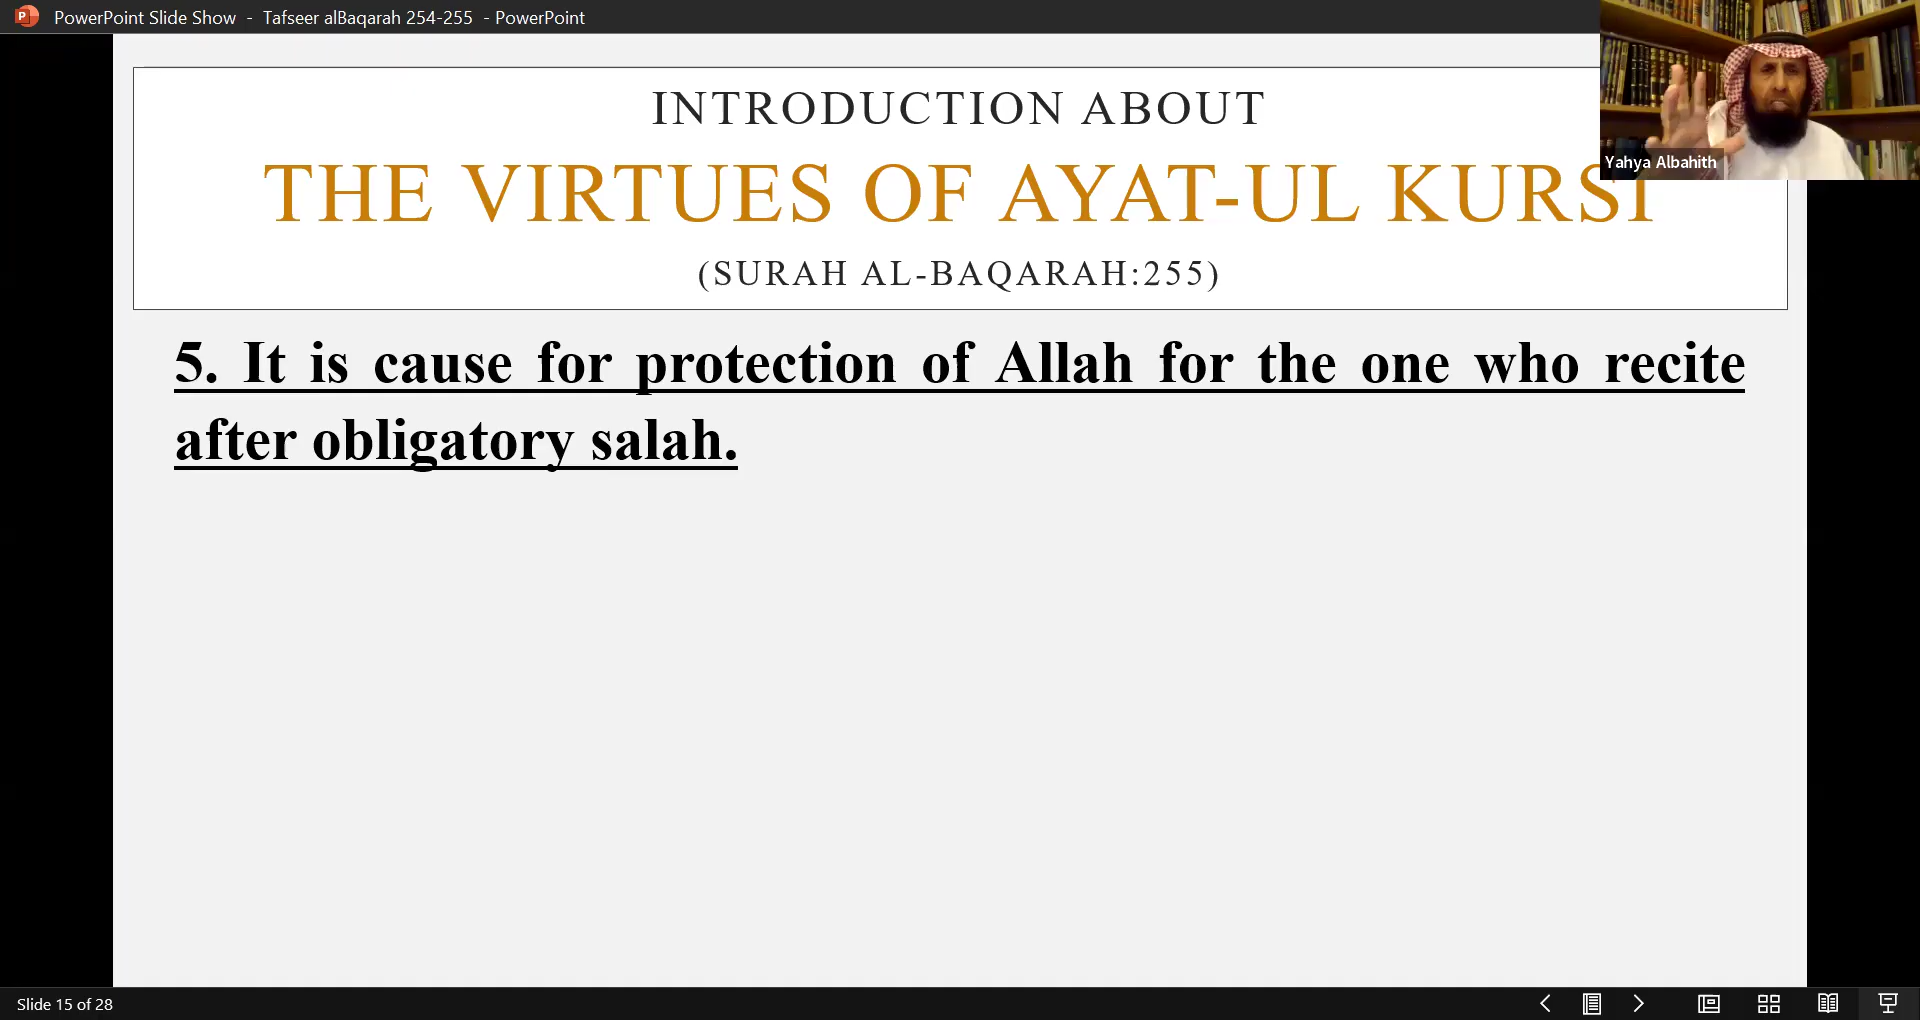 PowerPoint Slide Show - Tafseer alBaqarah 254-255 - PowerPoint
INTRODUCTION ABOUT
THE VIRTUES OF AYAT-UL KURSI
(SURAH AL-BAQARAH:255)
Yahya Albahith
5. It is cause for protection of Allah for the one who recite
after obligatory salah.
Slide 15 of 28